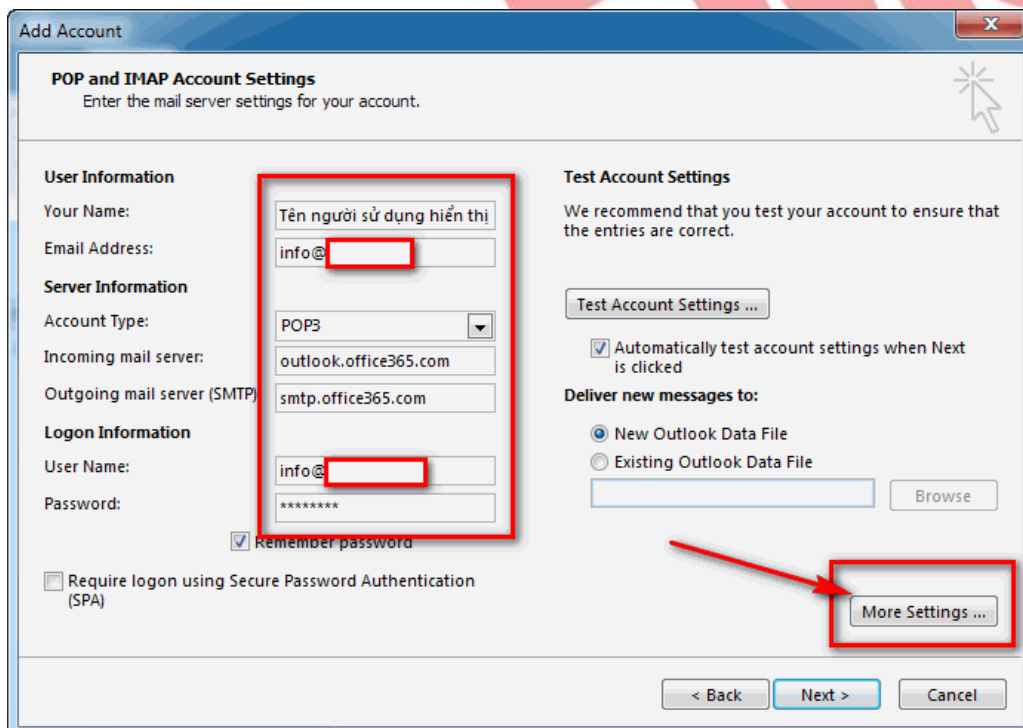 Add Account
POP and IMAP Account Settings
Enter the mail server settings for your account.
User Information
Your Name:
Tên người sử dụng hiển thị
Email Address:
info@
Server Information
Account Type:
POP3
Incoming mail server:
outlook.office365.com
Outgoing mail server (SMTP)
smtp.office365.com
Logon Information
User Name:
info@
Password:
********
Remember password
Require logon using Secure Password Authentication
(SPA)
Test Account Settings
We recommend that you test your account to ensure that
the entries are correct.
Test Account Settings ...
Automatically test account settings when Next
is clicked
Deliver new messages to:
New Outlook Data File
Existing Outlook Data File
Browse
More Settings ...
< Back
Next >
Cancel